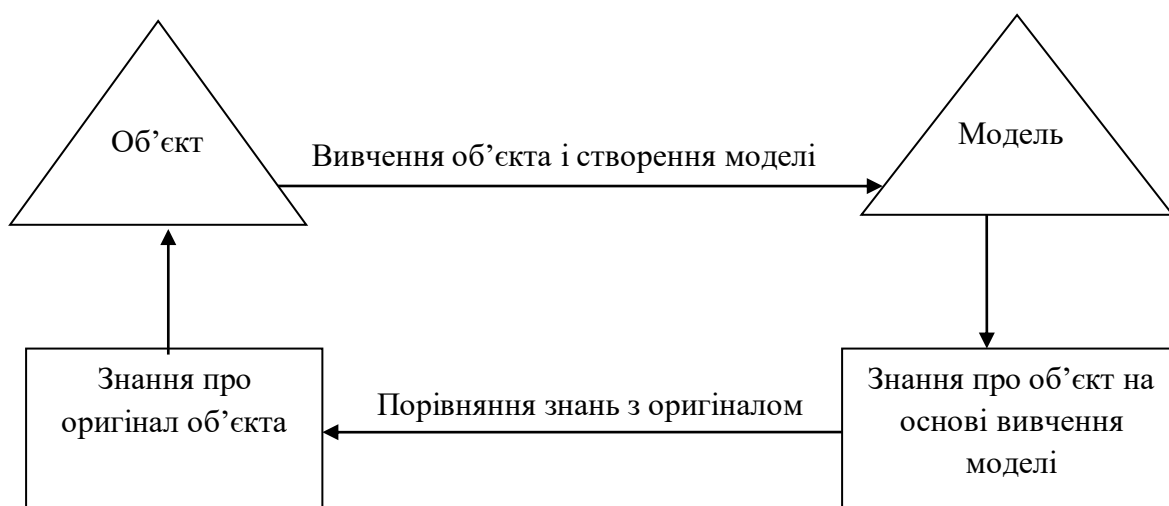 Об’єкт
Вивчення об’єкта і створення моделі
Модель
Знання про
оригінал об’єкта
Порівняння знань з оригіналом
Знання про об’єкт на
основі вивчення
моделі